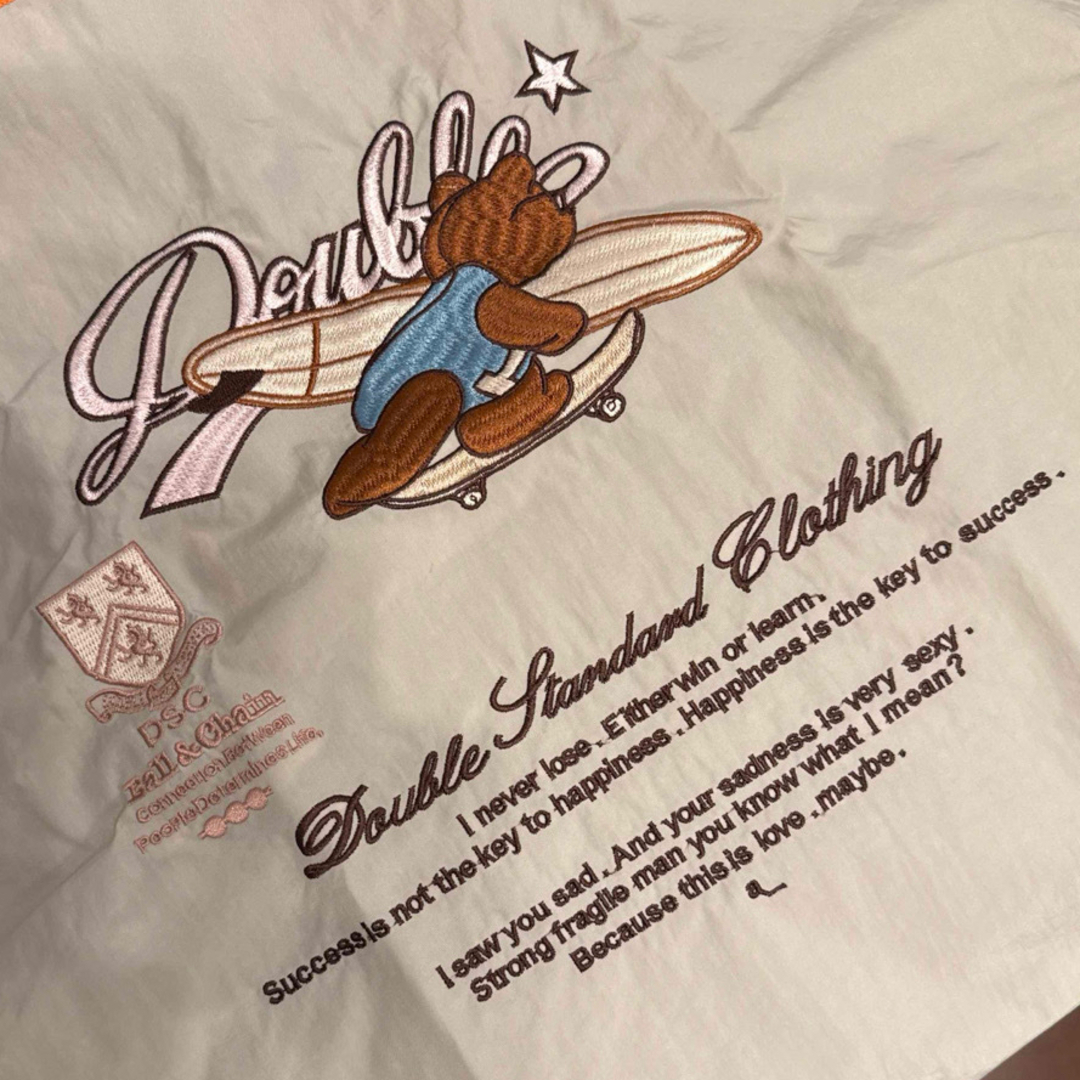 Double
DSC
Ball & Chain
Connection Between
People Determines Life.
Double Standard Clothing
I never lose . Either win or learn,
Success is not the key to happiness . Happiness is the key to success .
I saw you sad . And your sadness is very sexy .
Strong fragile man you know what I mean?
Because this is love . maybe .
a